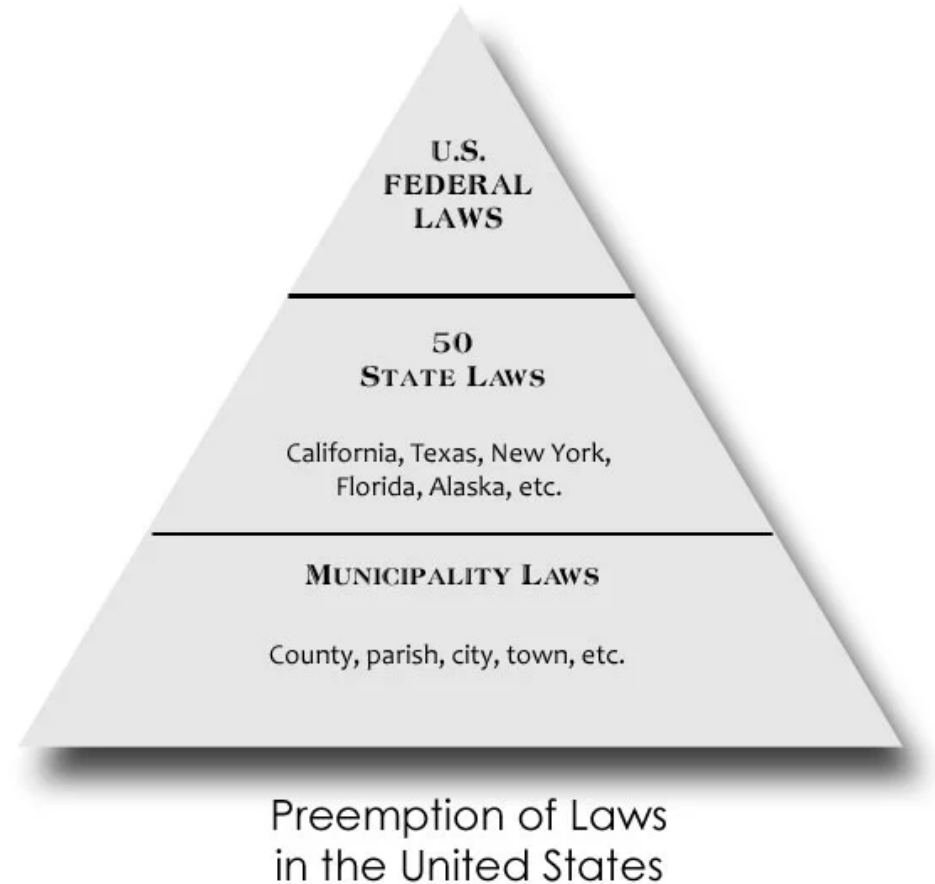 U.S.
FEDERAL
LAWS
50
STATE LAWS
California, Texas, New York,
Florida, Alaska, etc.
MUNICIPALITY LAWS
County, parish, city, town, etc.
Preemption of Laws
in the United States